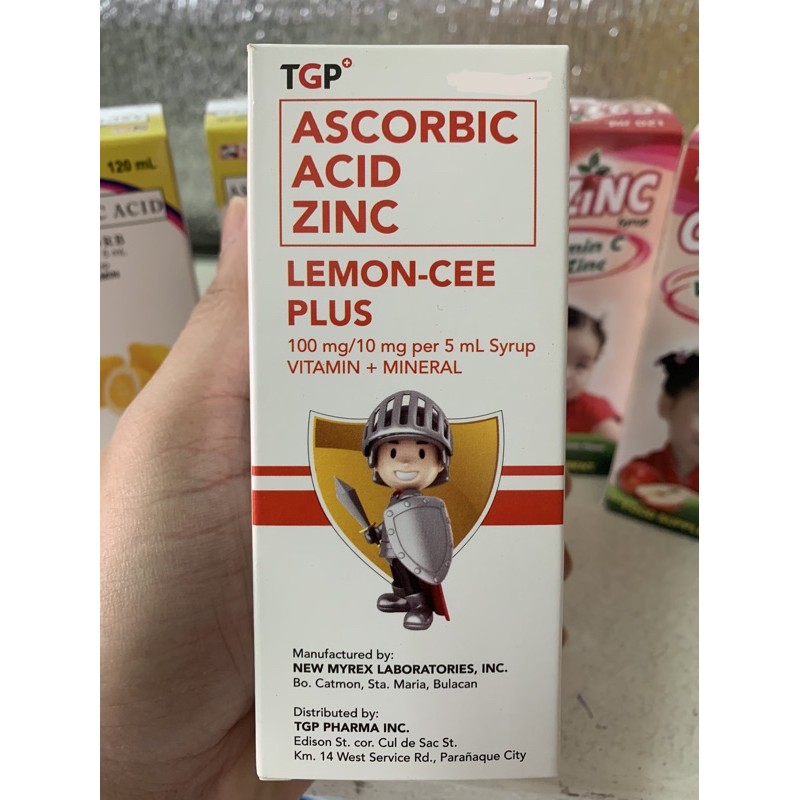 TGP
ASCORBIC
ACID
ZINC
LEMON-CEE
PLUS
100 mg/10 mg per 5 mL Syrup
VITAMIN + MINERAL
Manufactured by:
NEW MYREX LABORATORIES, INC.
Bo. Catmon, Sta. Maria, Bulacan
Distributed by:
TGP PHARMA INC.
Edison St. cor. Cul de Sac St.
Km. 14 West Service Rd., Parañaque City
120 mL
ACID
ZINC
Syrup